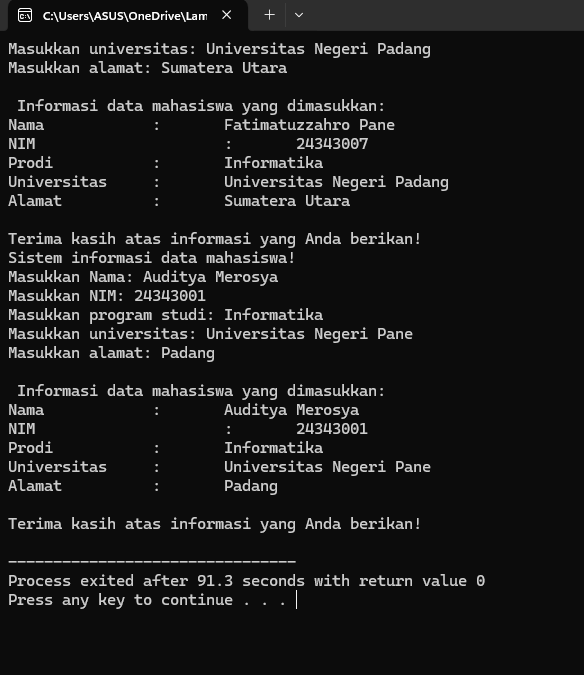 C:\Users\ASUS\OneDrive\Lam
Masukkan universitas: Universitas Negeri Padang
Masukkan alamat: Sumatera Utara
Informasi data mahasiswa yang dimasukkan:
Nama : Fatimatuzzahro Pane
NIM : 24343007
Prodi : Informatika
Universitas : Universitas Negeri Padang
Alamat : Sumatera Utara
Terima kasih atas informasi yang Anda berikan!
Sistem informasi data mahasiswa!
Masukkan Nama: Auditya Merosya
Masukkan NIM: 24343001
Masukkan program studi: Informatika
Masukkan universitas: Universitas Negeri Pane
Masukkan alamat: Padang
Informasi data mahasiswa yang dimasukkan:
Nama : Auditya Merosya
NIM : 24343001
Prodi : Informatika
Universitas : Universitas Negeri Pane
Alamat : Padang
Terima kasih atas informasi yang Anda berikan!
--------------------------------
Process exited after 91.3 seconds with return value 0
Press any key to continue . . .